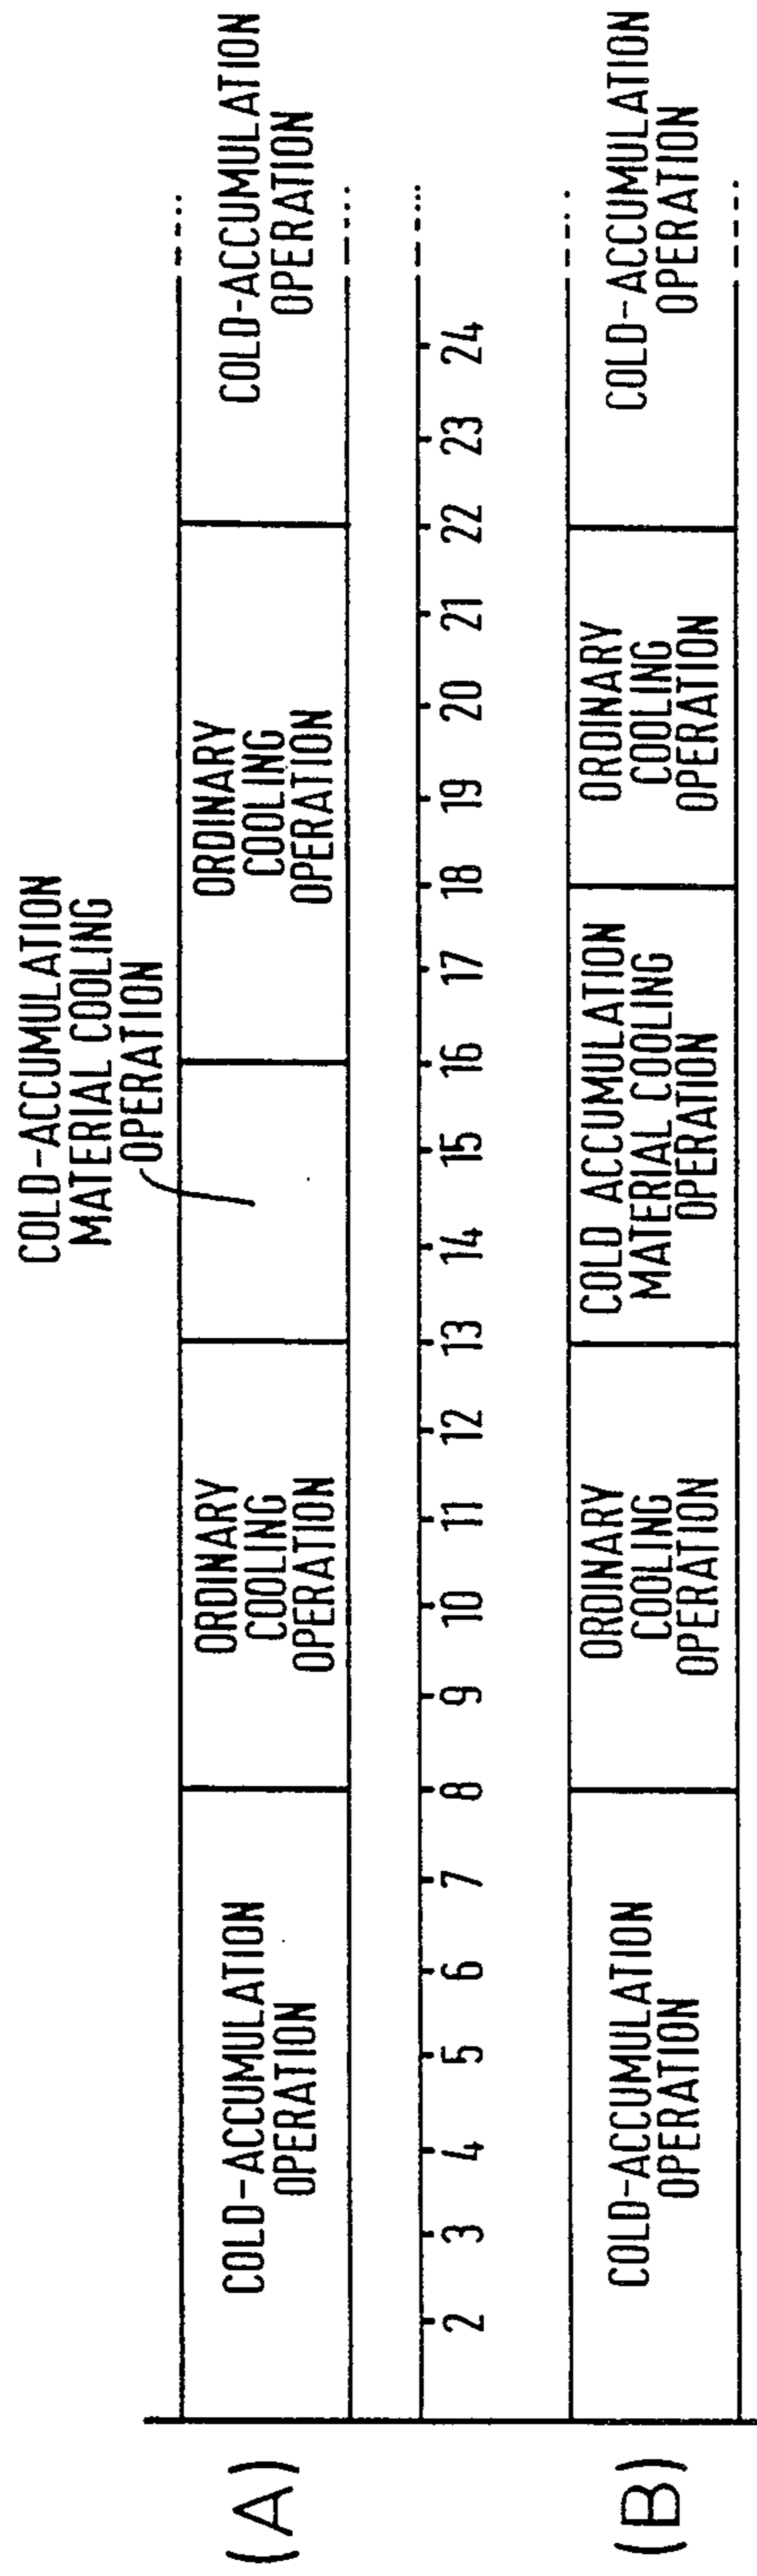 COLD-ACCUMULATION
MATERIAL COOLING
OPERATION
(A)
COLD-ACCUMULATION
OPERATION
ORDINARY
COOLING
OPERATION
ORDINARY
COOLING
OPERATION
COLD-ACCUMULATION
OPERATION
2 3 4 5 6 7 8 9 10 11 12 13 14 15 16 17 18 19 20 21 22 23 24
(B)
COLD-ACCUMULATION
OPERATION
ORDINARY
COOLING
OPERATION
COLD ACCUMULATION
MATERIAL COOLING
OPERATION
ORDINARY
COOLING
OPERATION
COLD-ACCUMULATION
OPERATION